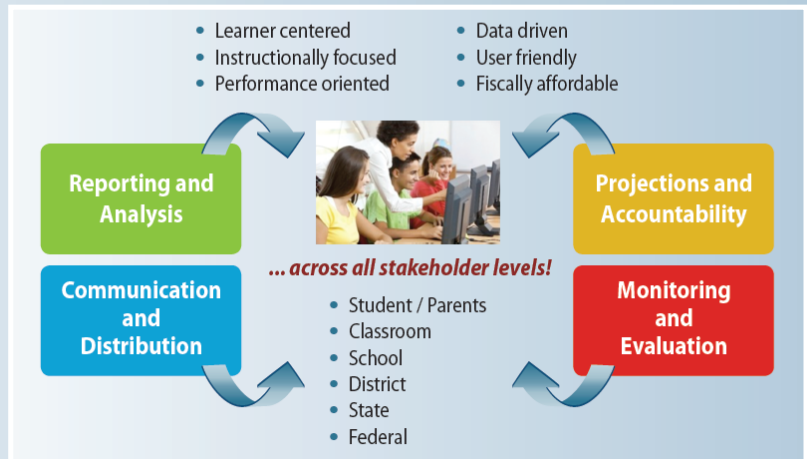 • Learner centered
• Instructionally focused
• Performance oriented
• Data driven
• User friendly
• Fiscally affordable
Reporting and
Analysis
Projections and
Accountability
... across all stakeholder levels!
Communication
and
Distribution
• Student / Parents
• Classroom
• School
• District
• State
• Federal
Monitoring
and
Evaluation